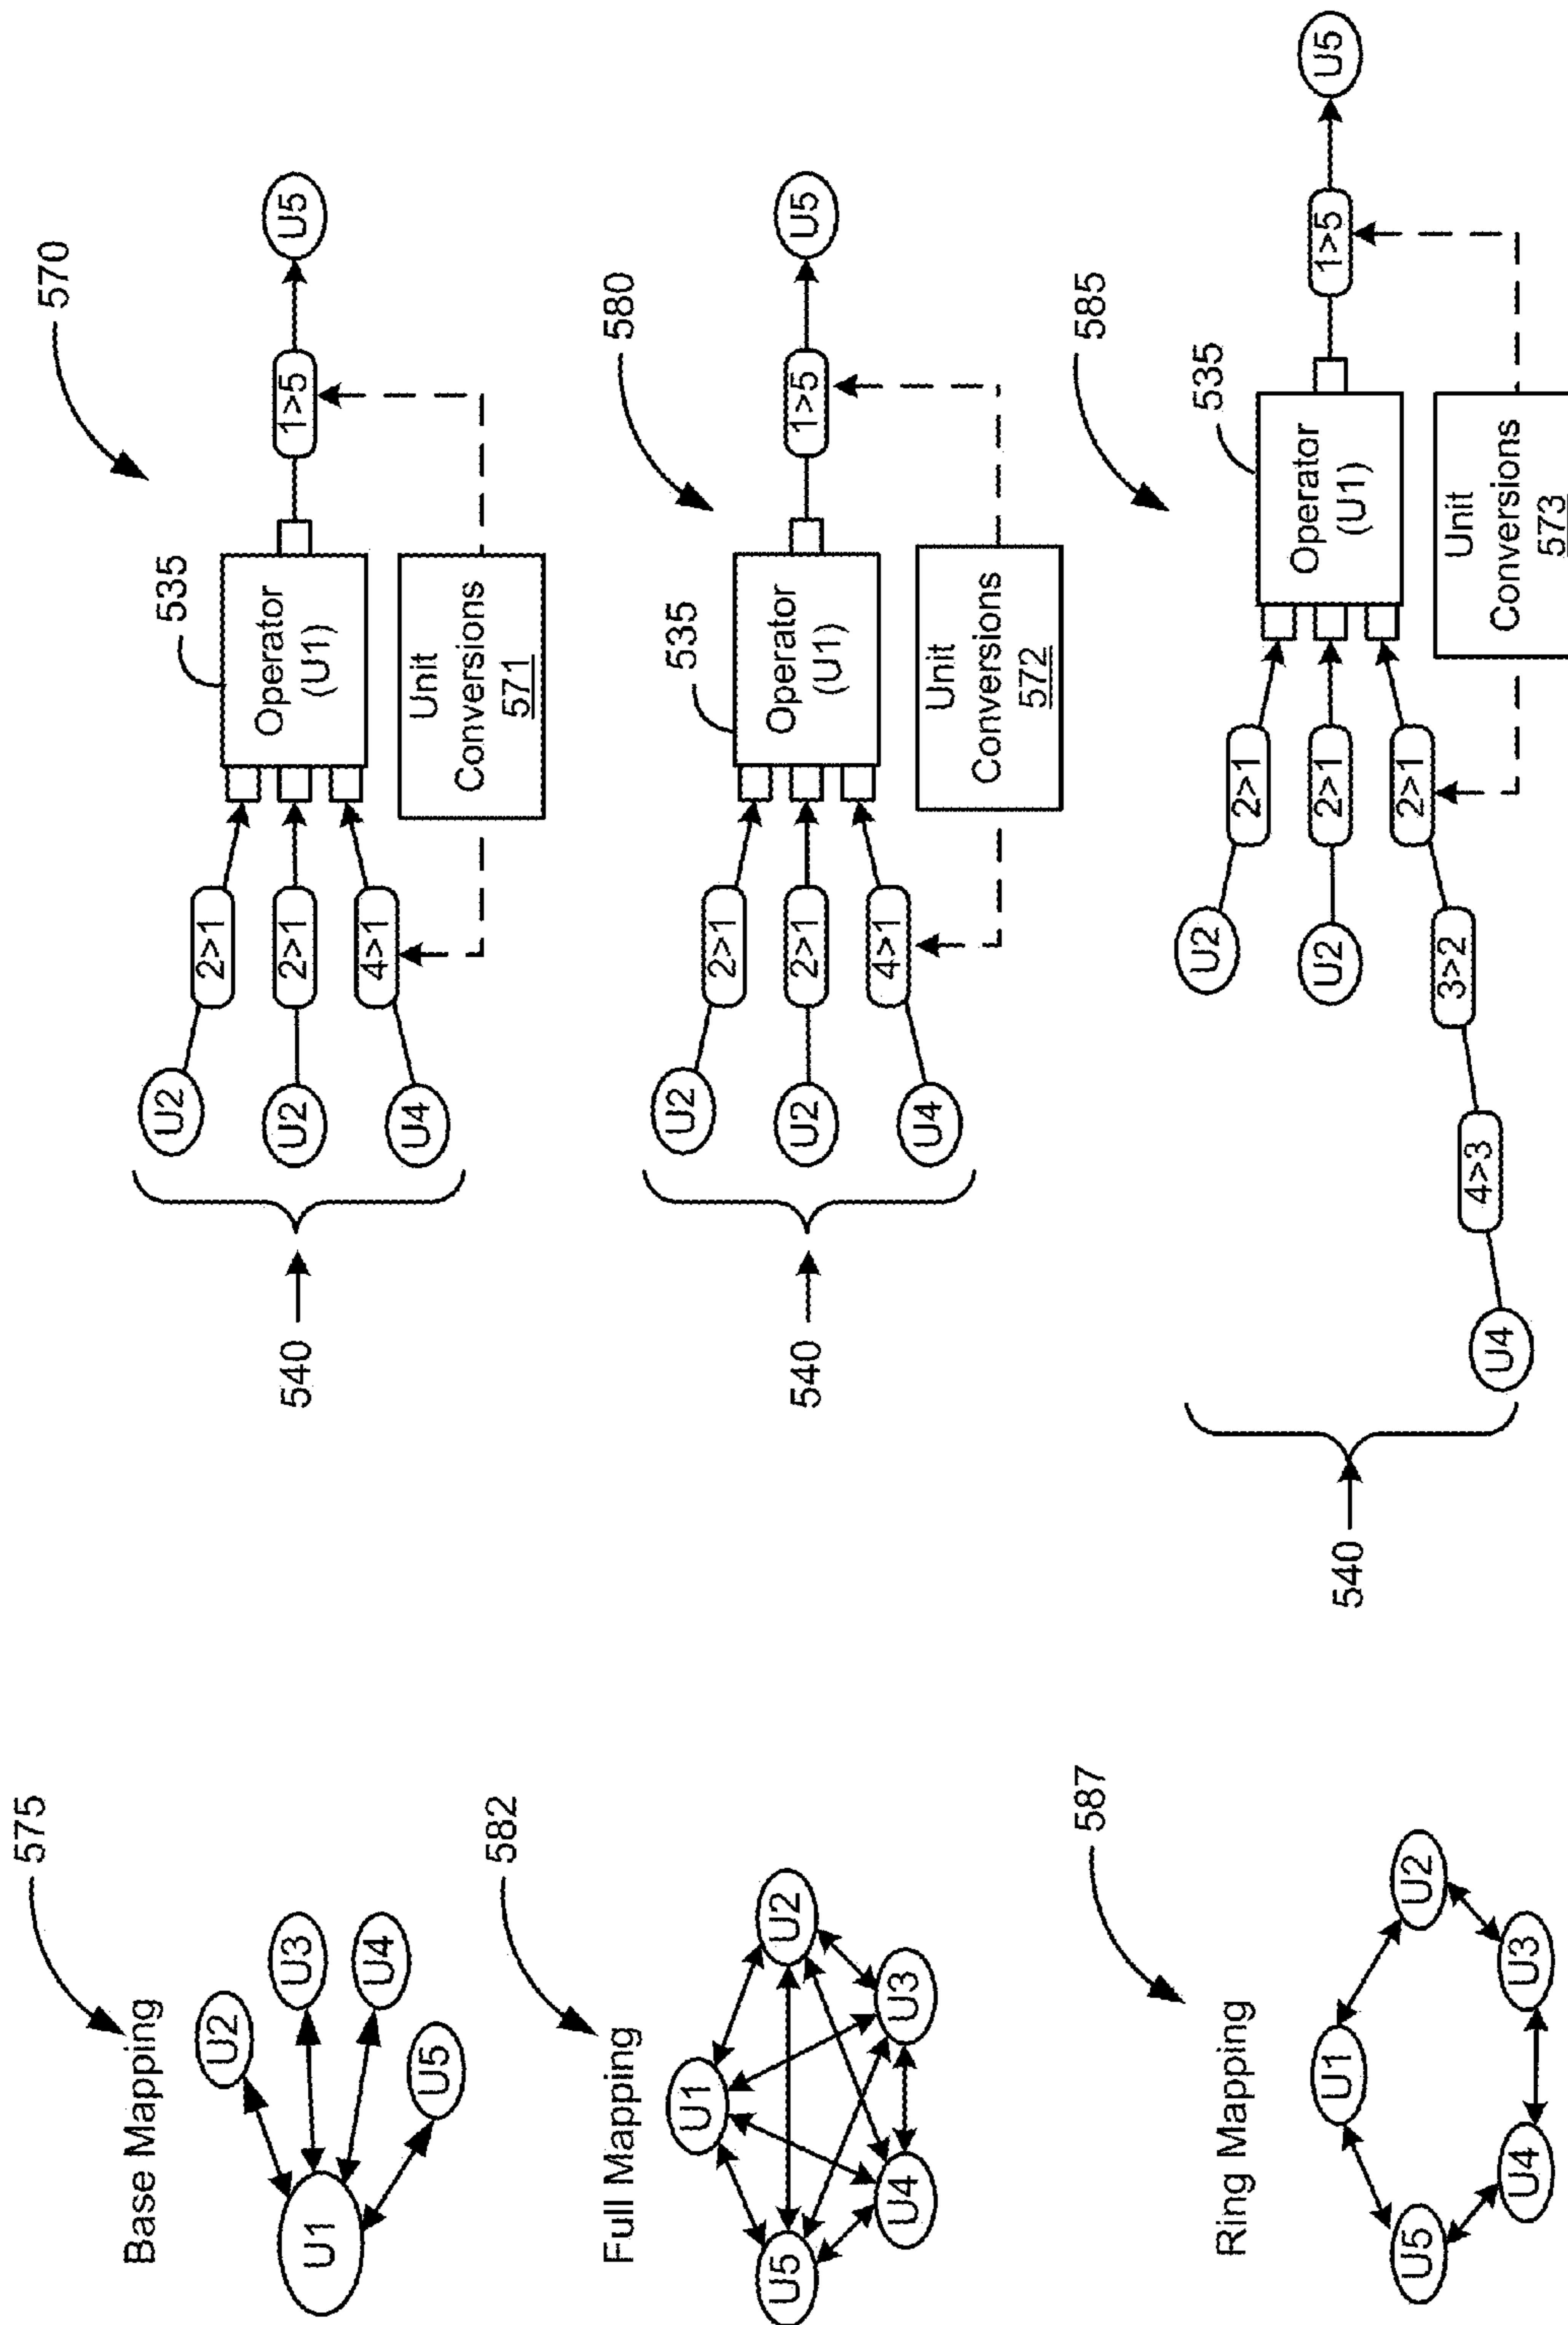 575
Base Mapping
U1
U2
U3
U4
U5
540
U2
U2
U4
2>1
2>1
4>1
535
Operator
(U1)
Unit
Conversions
571
1>5
U5
570
582
Full Mapping
U1
U2
U3
U4
U5
540
U2
U2
U4
2>1
2>1
4>1
535
Operator
(U1)
Unit
Conversions
572
1>5
U5
580
587
Ring Mapping
U1
U2
U3
U4
U5
540
U2
U2
U4
4>3
3>2
2>1
2>1
2>1
535
Operator
(U1)
Unit
Conversions
573
1>5
U5
585